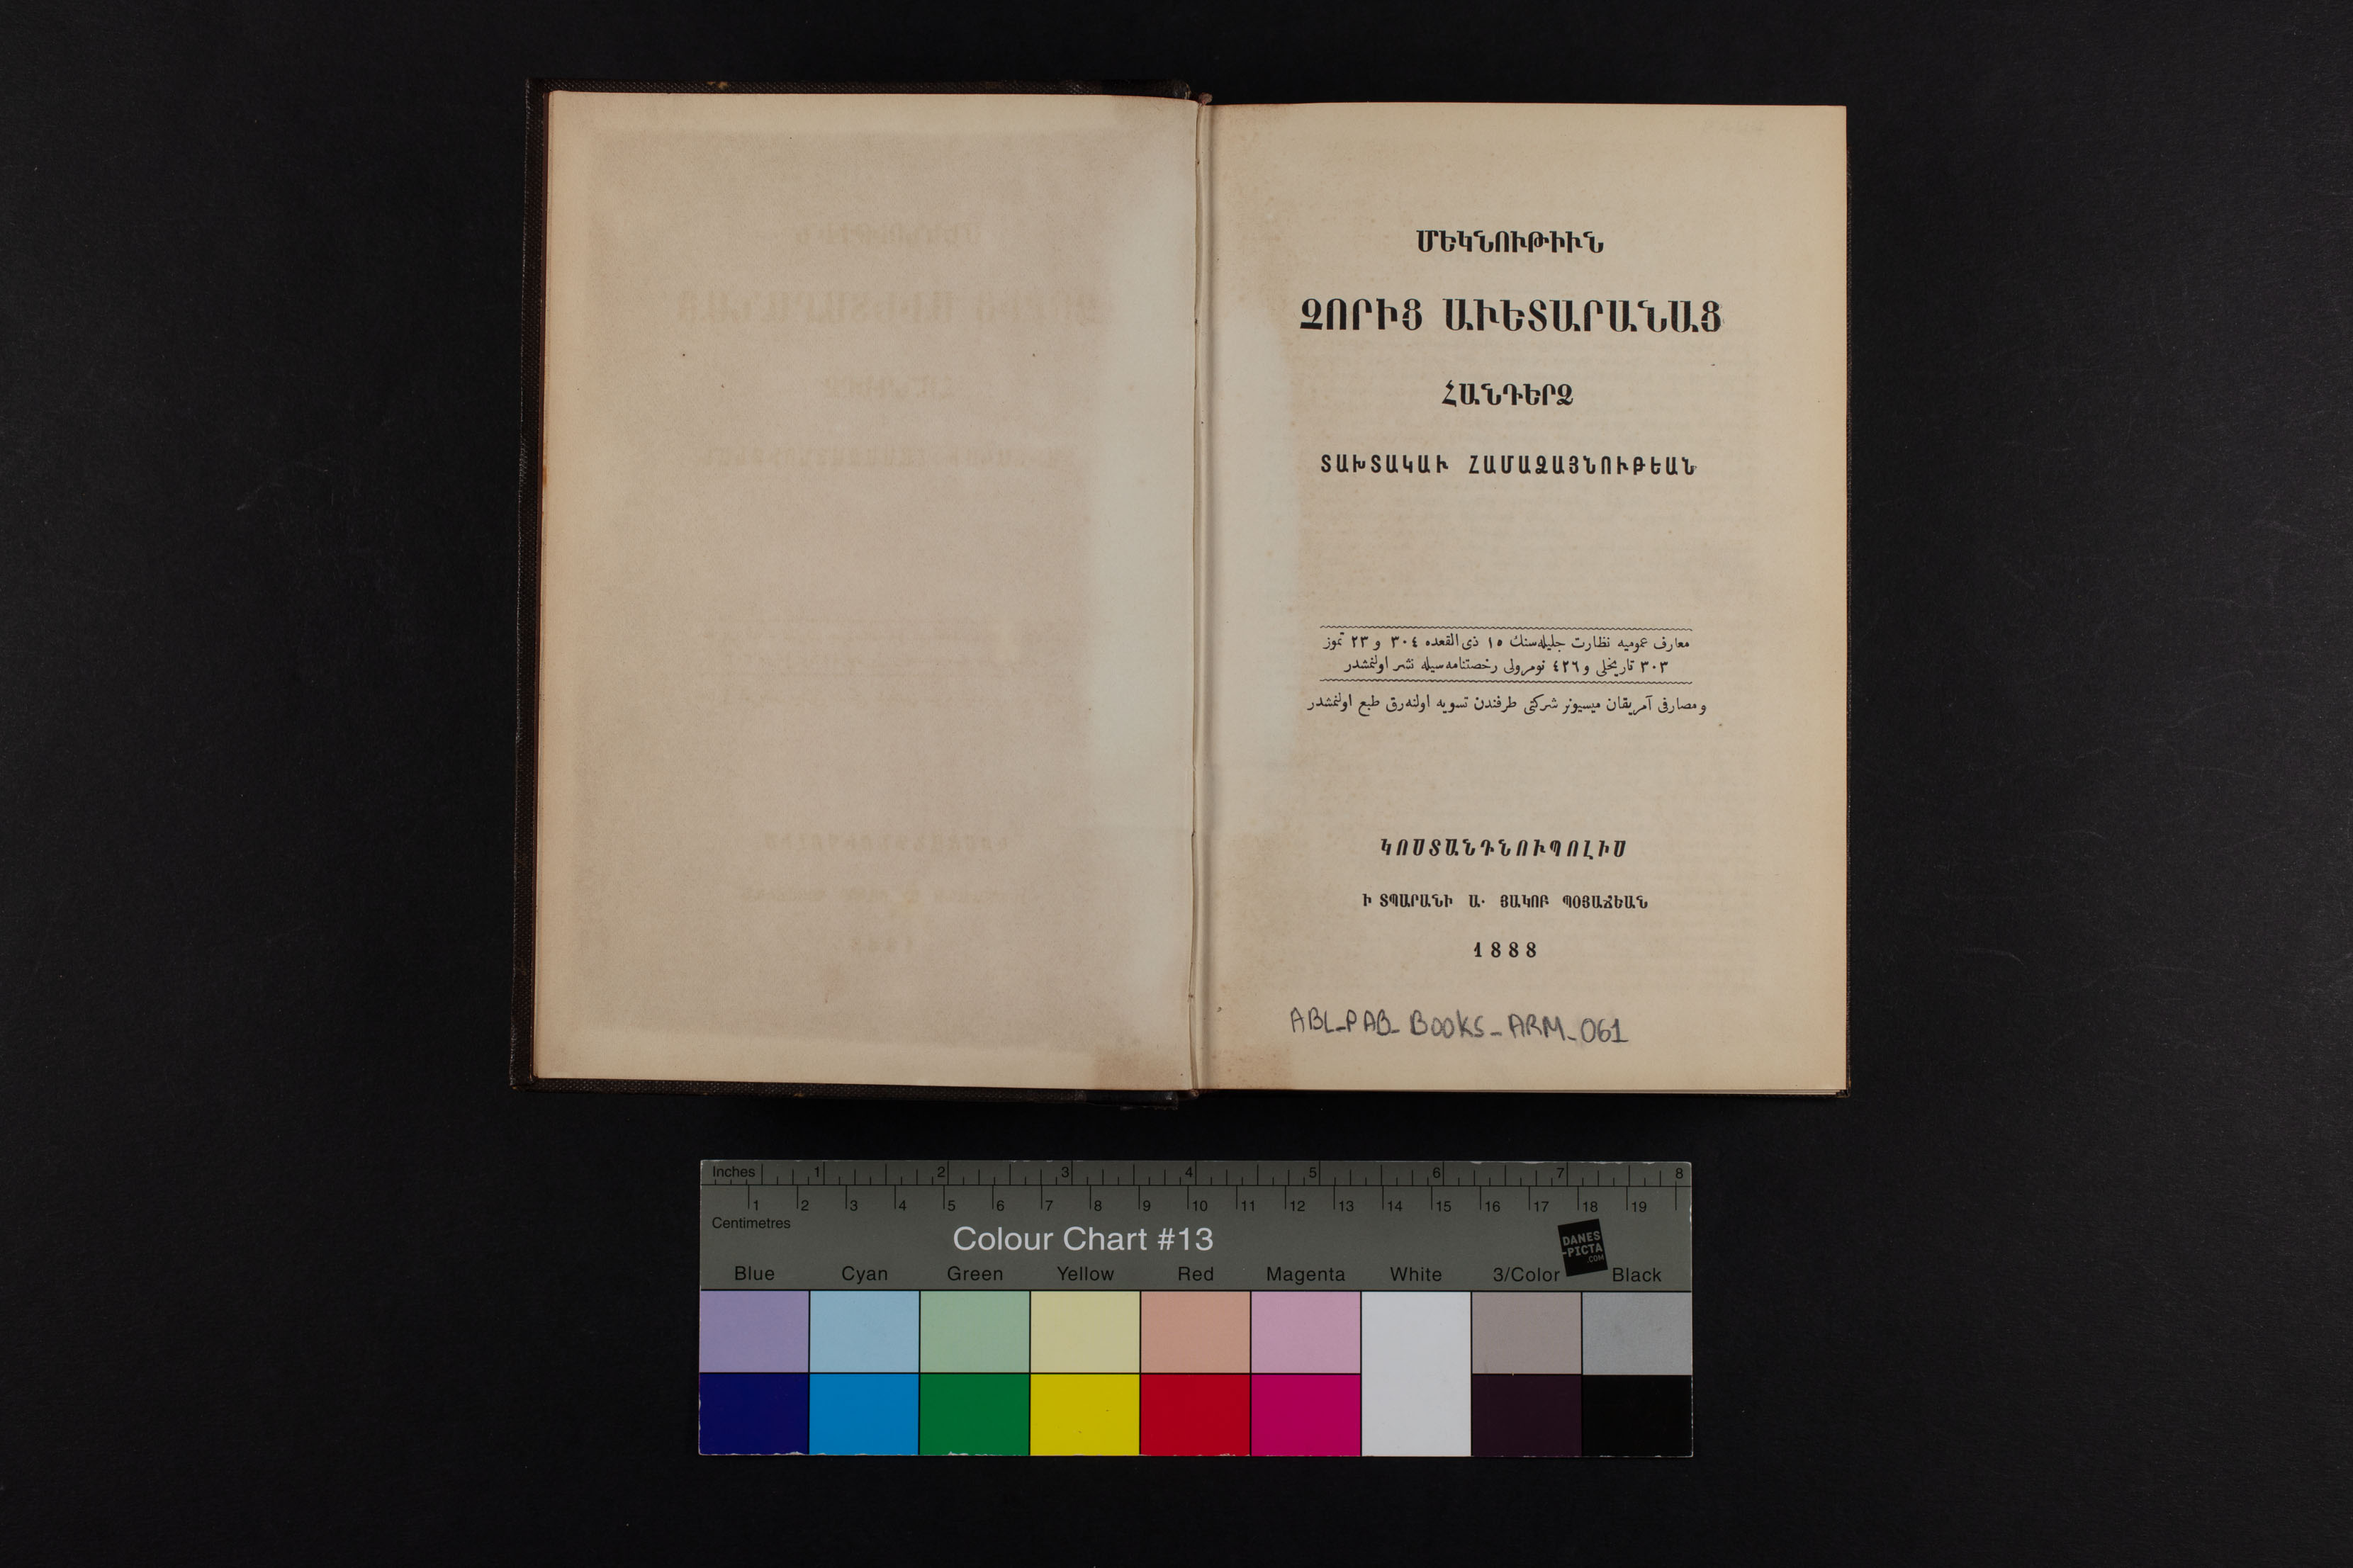 ՄԵԿՆՈՒԹԻՒՆ
ՉՈՐԻՑ ԱՒԵՏԱՐԱՆԱՑ
ՀԱՆԴԵՐՁ
ՏԱԽՏԱԿԱՒ ՀԱՄԱՁԱՅՆՈՒԹԵԱՆ
معارف عموميه نظارت جليله‌سنك ١٥ ذى القعده ٣٠٤ و ٢٣ تموز
٣٠٣ تاريخلى و ٤٢٦ نومرولى رخصتنامه‌سيله نشر اولنمشدر
و مصارفى آمريقان ميسيونر شركتى طرفندن تسويه اولنه‌رق طبع اولنمشدر
ԿՈՍՏԱՆԴՆՈՒՊՈԼԻՍ
Ի ՏՊԱՐԱՆԻ Ա. ՅԱԿՈԲ ՊՕՅԱՃԵԱՆ
1888
ABL_PAB_BOOKS_ARM_061
Inches 1 2 3 4 5 6 7 8
1 2 3 4 5 6 7 8 9 10 11 12 13 14 15 16 17 18 19
Centimetres
Colour Chart #13
DANES
-PICTA
.COM
Blue Cyan Green Yellow Red Magenta White 3/Color Black